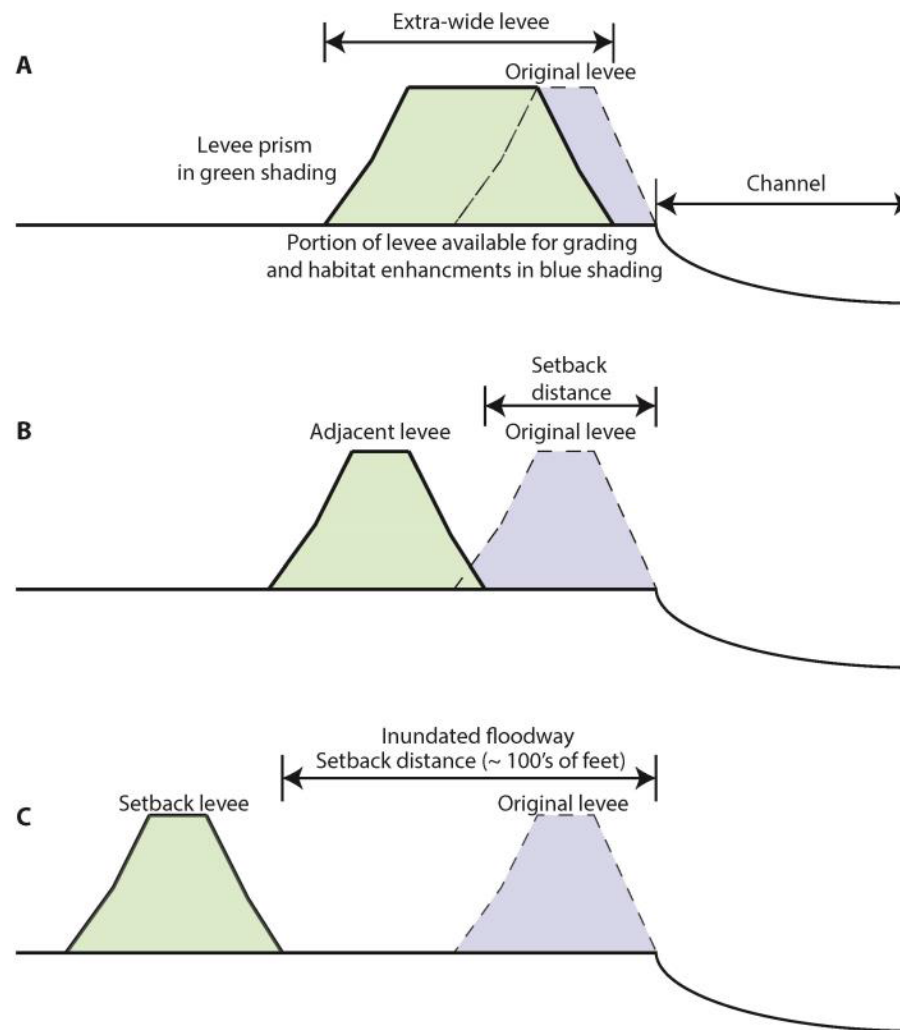 Extra-wide levee
A
Original levee
Levee prism
in green shading
Channel
Portion of levee available for grading
and habitat enhancments in blue shading
Setback
distance
B
Adjacent levee
Original levee
Inundated floodway
Setback distance (~ 100's of feet)
C
Setback levee
Original levee